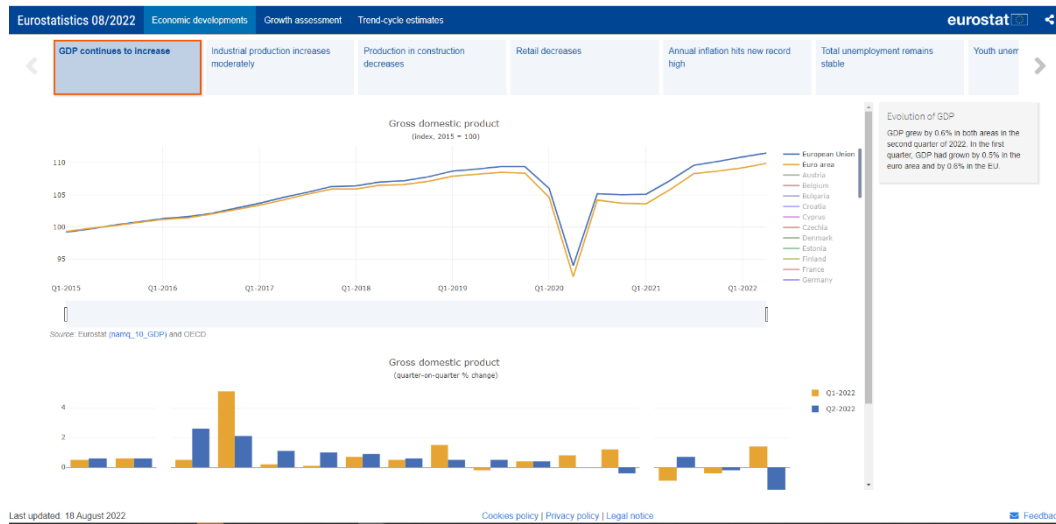 Eurostatistics 08/2022
Economic developments
Growth assessment
Trend-cycle estimates
eurostat
GDP continues to increase
Industrial production increases
moderately
Production in construction
decreases
Retail decreases
Annual inflation hits new record
high
Total unemployment remains
stable
Youth unem
Gross domestic product
(index, 2015 = 100)
110
105
100
95
Q1-2015
Q1-2016
Q1-2017
Q1-2018
Q1-2019
Q1-2020
Q1-2021
Q1-2022
European Union
Euro area
Austria
Belgium
Bulgaria
Croatia
Cyprus
Czechia
Denmark
Estonia
Finland
France
Germany
Evolution of GDP
GDP grew by 0.6% in both areas in the
second quarter of 2022. In the first
quarter, GDP had grown by 0.5% in the
euro area and by 0.6% in the EU.
Source: Eurostat (namq_10_GDP) and OECD
Gross domestic product
(quarter-on-quarter % change)
4
2
0
Q1-2022
Q2-2022
Last updated: 18 August 2022
Cookies policy | Privacy policy | Legal notice
Feedbac